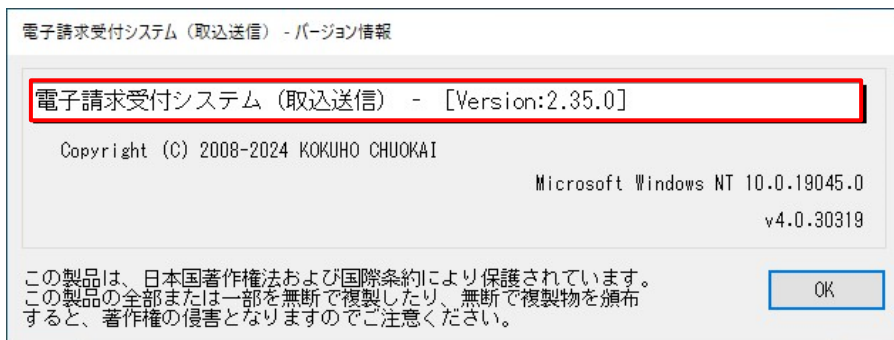 電子請求受付システム（取込送信） - バージョン情報
電子請求受付システム（取込送信） - [Version:2.35.0]
Copyright (C) 2008-2024 KOKUHO CHUOKAI
Microsoft Windows NT 10.0.19045.0
v4.0.30319
この製品は、日本国著作権法および国際条約により保護されています。
この製品の全部または一部を無断で複製したり、無断で複製物を頒布
すると、著作権の侵害となりますのでご注意ください。
OK